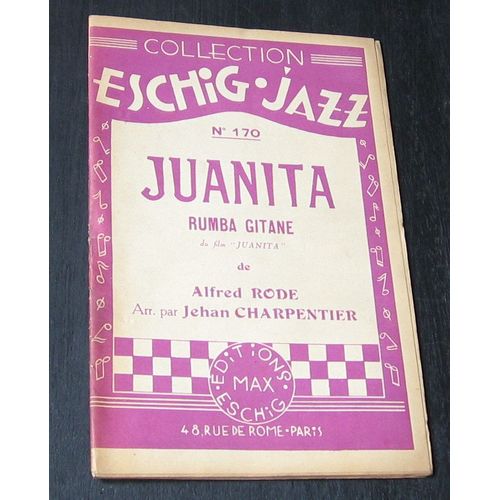 COLLECTION
ESCHiG·JAZZ
N° 170
JUANITA
RUMBA GITANE
du film "JUANITA"
de
Alfred RODE
Arr. par Jehan CHARPENTIER
EDITIONS
MAX
ESCHIG
48, RUE DE ROME-PARIS